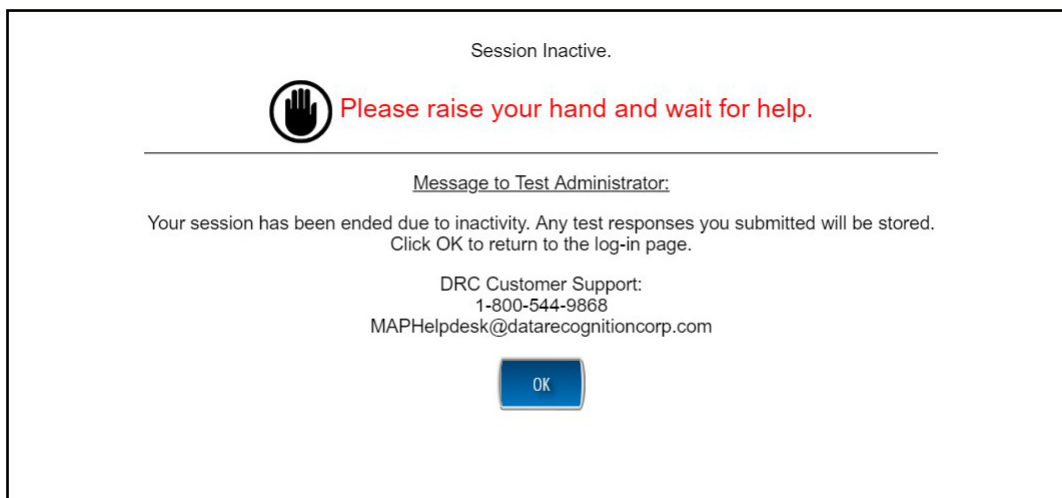 Session Inactive.
Please raise your hand and wait for help.
Message to Test Administrator:
Your session has been ended due to inactivity. Any test responses you submitted will be stored.
Click OK to return to the log-in page.
DRC Customer Support:
1-800-544-9868
MAPHelpdesk@datarecognitioncorp.com
OK